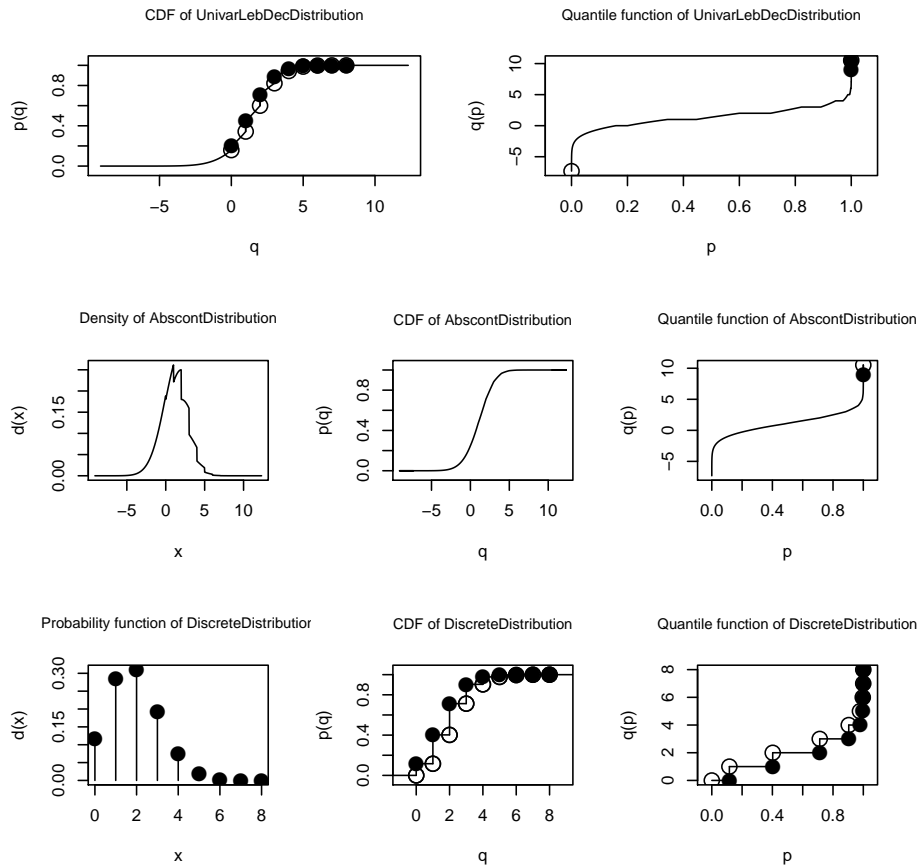 CDF of UnivarLebDecDistribution
p(q)
0.0 0.4 0.8
−5 0 5 10
q
Quantile function of UnivarLebDecDistribution
q(p)
−5 0 5 10
0.0 0.2 0.4 0.6 0.8 1.0
p
Density of AbscontDistribution
d(x)
0.00 0.15
−5 0 5 10
x
CDF of AbscontDistribution
p(q)
0.0 0.4 0.8
−5 0 5 10
q
Quantile function of AbscontDistribution
q(p)
−5 0 5 10
0.0 0.4 0.8
p
Probability function of DiscreteDistribution
d(x)
0.00 0.15 0.30
0 2 4 6 8
x
CDF of DiscreteDistribution
p(q)
0.0 0.4 0.8
0 2 4 6 8
q
Quantile function of DiscreteDistribution
q(p)
0 2 4 6 8
0.0 0.4 0.8
p